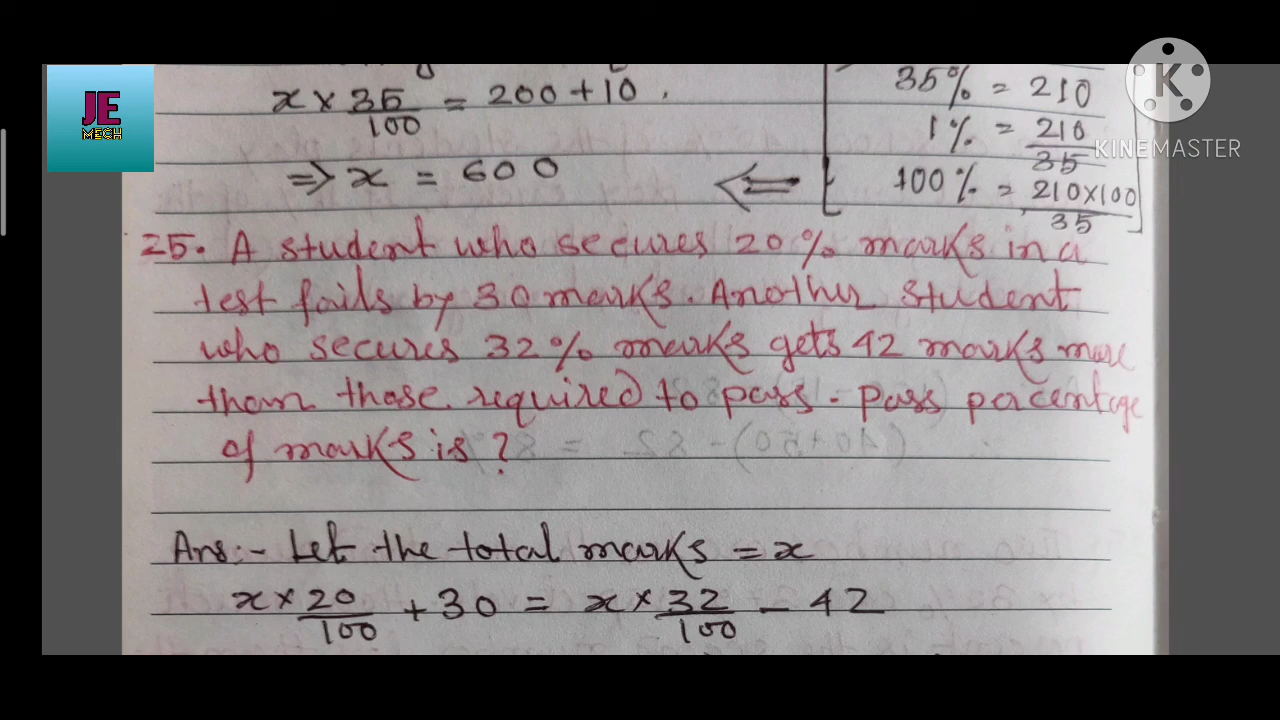 JE
MECH
KINEMASTER
x × 35/100 = 200 + 10 .
⇒ x = 600
35% = 210
1% = 210/35
100% = 210×100/35
25. A student who secures 20% marks in a
test fails by 30 marks. Another student
who secures 32% marks gets 42 marks more
than those required to pass. Pass percentage
of marks is ?
Ans:- Let the total marks = x
x × 20/100 + 30 = x × 32/100 - 42